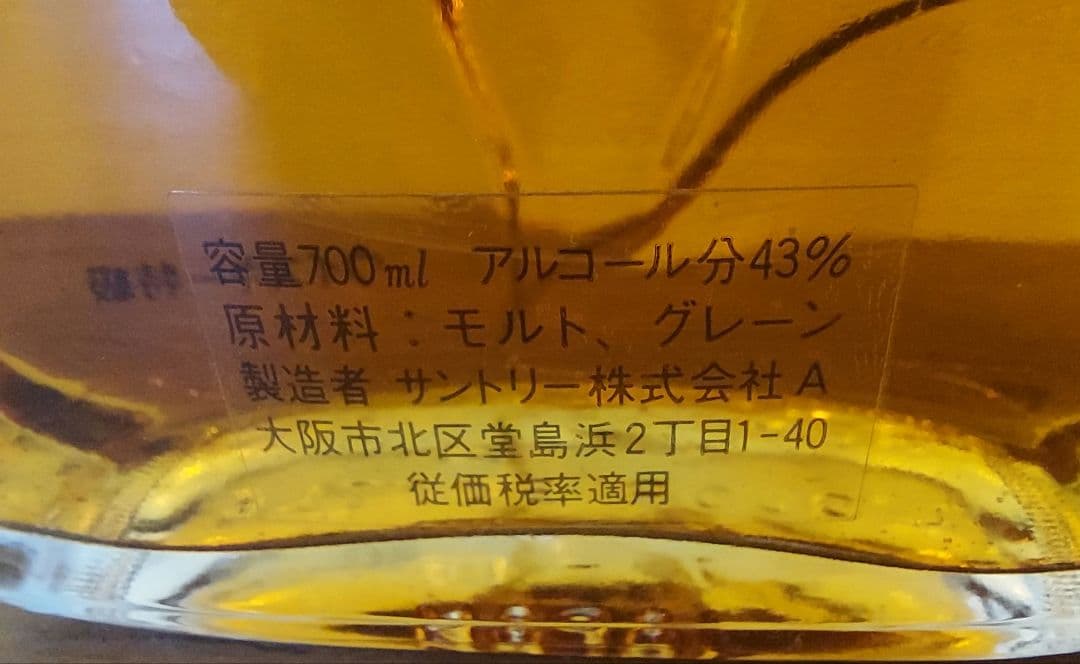 容量700ml アルコール分43%
原材料：モルト、グレーン
製造者 サントリー株式会社A
大阪市北区堂島浜2丁目1-40
従価税率適用